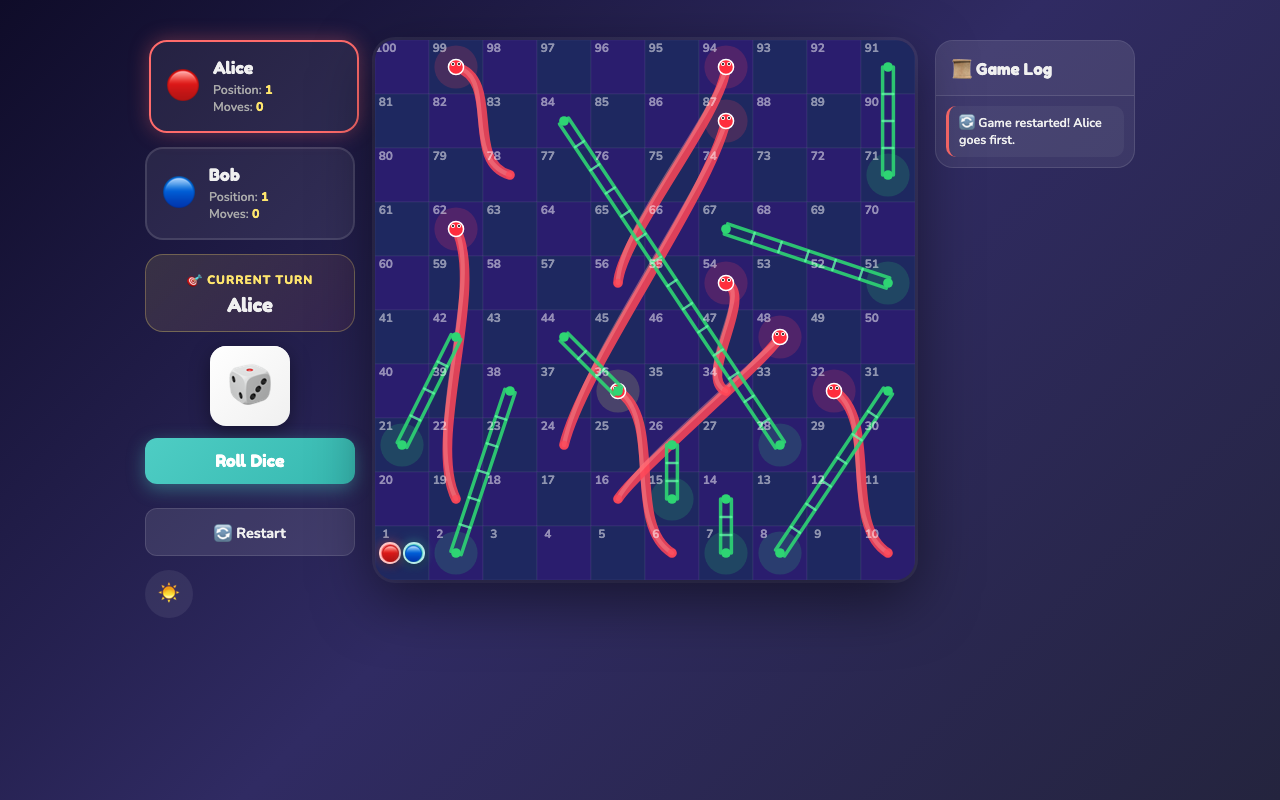 Alice
Position: 1
Moves: 0
Bob
Position: 1
Moves: 0
🎯 CURRENT TURN
Alice
Roll Dice
🔄 Restart
100 99 98 97 96 95 94 93 92 91
81 82 83 84 85 86 87 88 89 90
80 79 78 77 76 75 74 73 72 71
61 62 63 64 65 66 67 68 69 70
60 59 58 57 56 55 54 53 52 51
41 42 43 44 45 46 47 48 49 50
40 39 38 37 36 35 34 33 32 31
21 22 23 24 25 26 27 28 29 30
20 19 18 17 16 15 14 13 12 11
1 2 3 4 5 6 7 8 9 10
📜 Game Log
🔄 Game restarted! Alice
goes first.